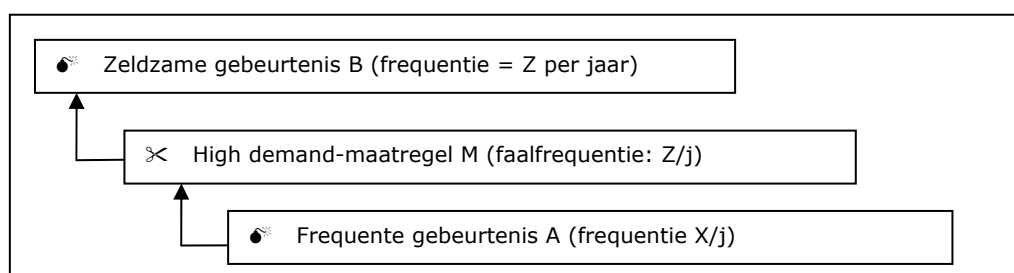 Zeldzame gebeurtenis B (frequentie = Z per jaar)
High demand-maatregel M (faalfrequentie: Z/j)
Frequente gebeurtenis A (frequentie X/j)